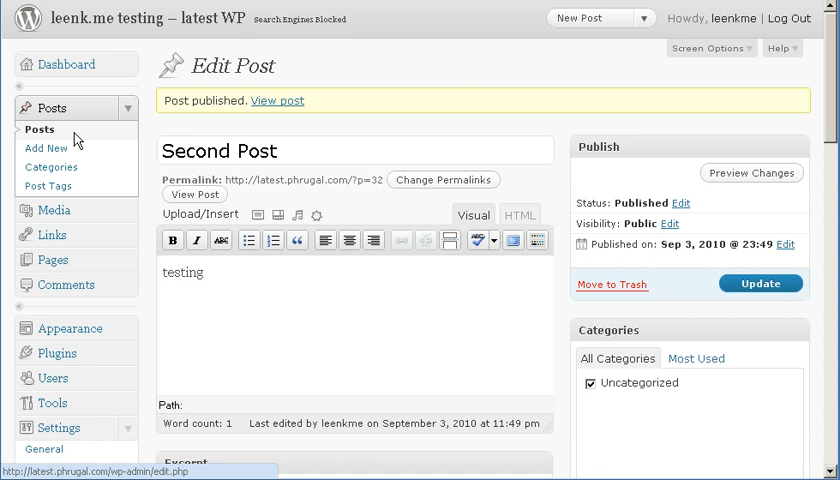 leenk.me testing – latest WP Search Engines Blocked New Post Howdy, leenkme | Log Out
Screen Options Help
Edit Post
Post published. View post
Dashboard
Posts
Posts
Add New
Categories
Post Tags
Media
Links
Pages
Comments
Appearance
Plugins
Users
Tools
Settings
General
Second Post
Permalink: http://latest.phrugal.com/?p=32 Change Permalinks
View Post
Upload/Insert Visual HTML
B I ABC ABC
testing
Path:
Word count: 1 Last edited by leenkme on September 3, 2010 at 11:49 pm
Excerpt
Publish
Preview Changes
Status: Published Edit
Visibility: Public Edit
Published on: Sep 3, 2010 @ 23:49 Edit
Move to Trash Update
Categories
All Categories Most Used
Uncategorized
http://latest.phrugal.com/wp-admin/edit.php